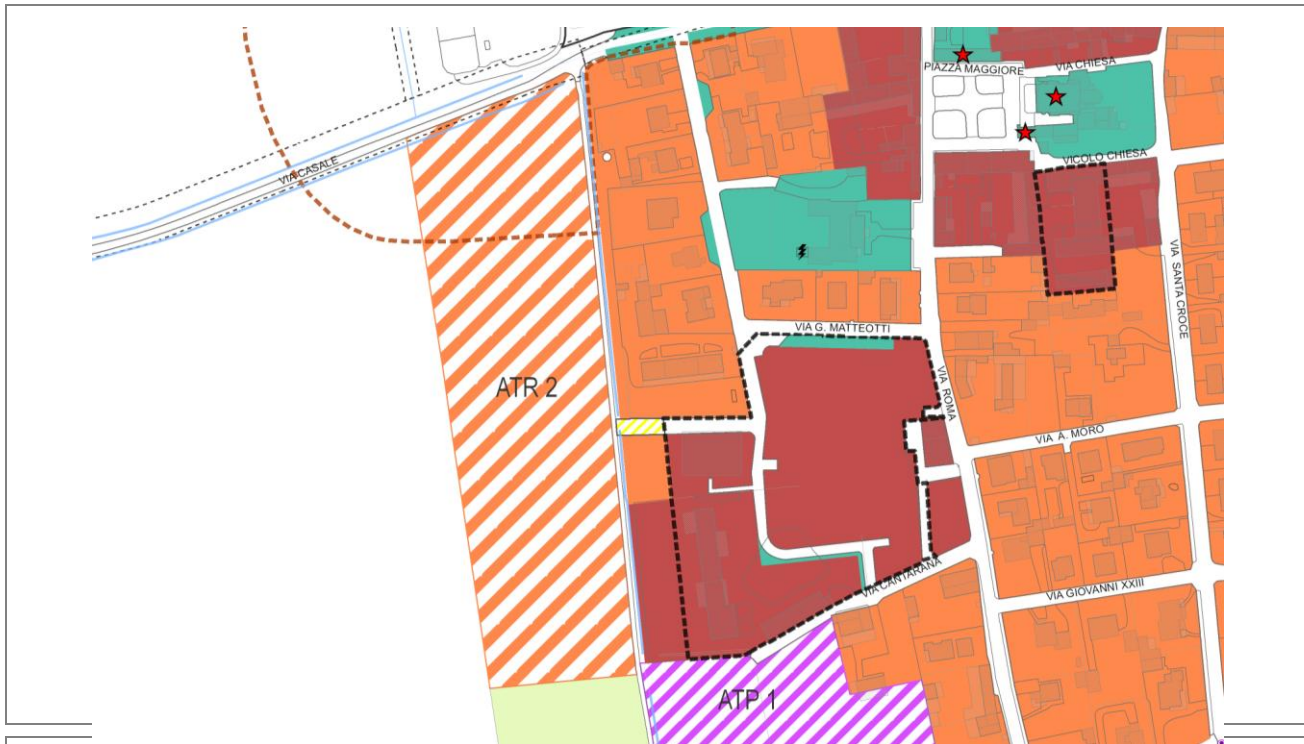 PIAZZA MAGGIORE
VIA CHIESA
VICOLO CHIESA
VIA CASALE
VIA SANTA CROCE
VIA G. MATTEOTTI
VIA ROMA
ATR 2
VIA A. MORO
VIA CANTARANA
VIA GIOVANNI XXIII
ATP 1